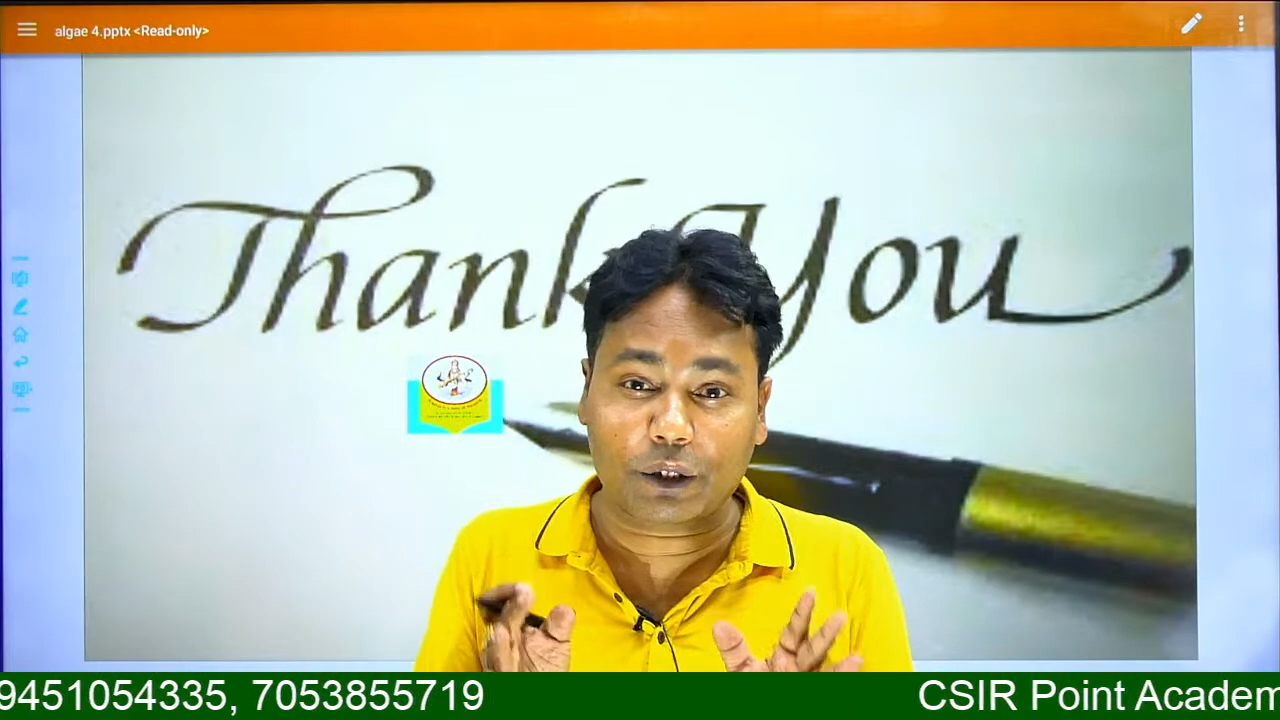 algae 4.pptx <Read-only>
Thank You
9451054335, 7053855719
CSIR Point Academ